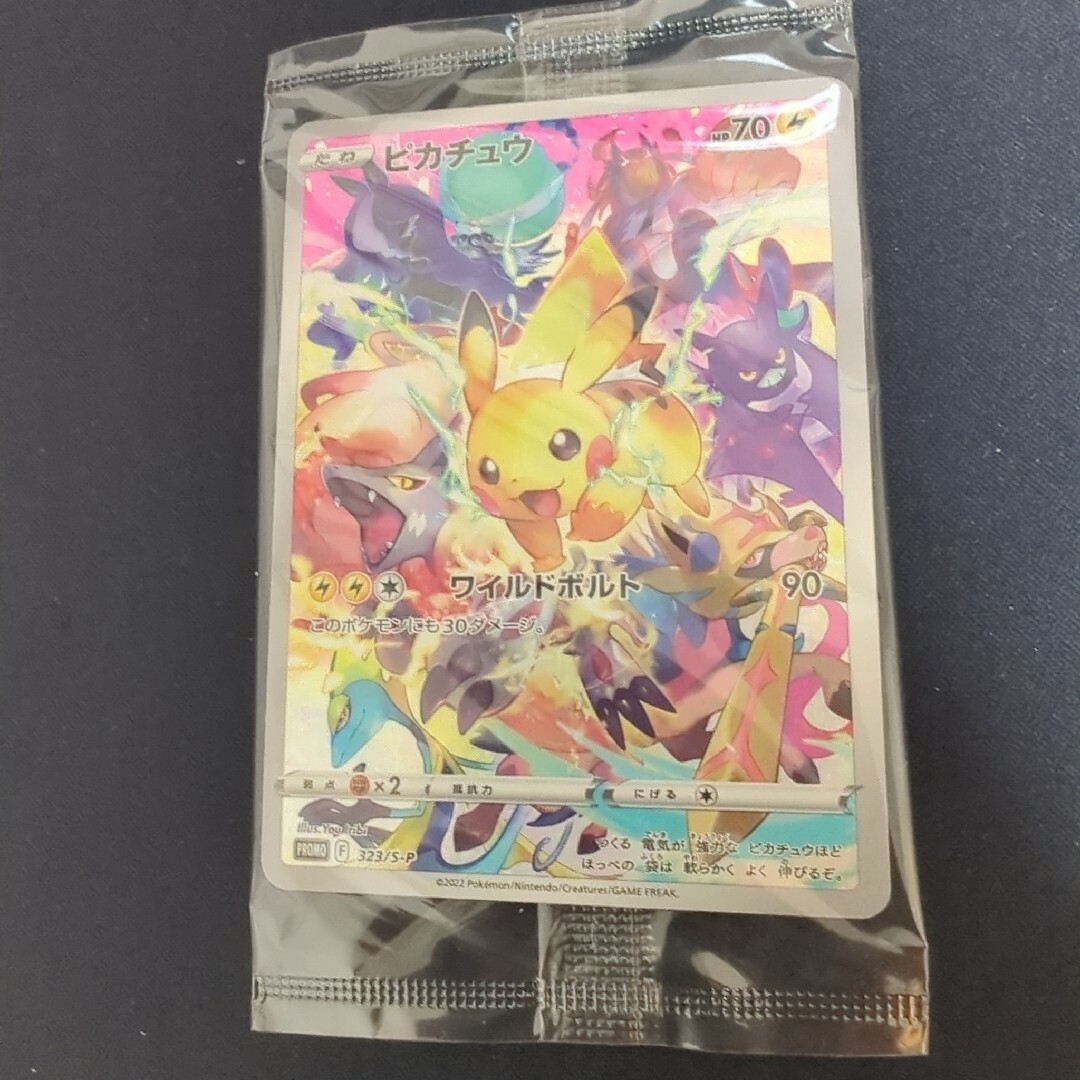 たね ピカチュウ HP70
ワイルドボルト 90
このポケモンにも30ダメージ。
弱点 ×2 抵抗力 にげる
Illus.
PROMO F 323/S-P
つくる 電気が 強力な ピカチュウほど
ほっぺの 袋は 軟らかく よく 伸びるぞ。
©2022 Pokémon/Nintendo/Creatures/GAME FREAK.